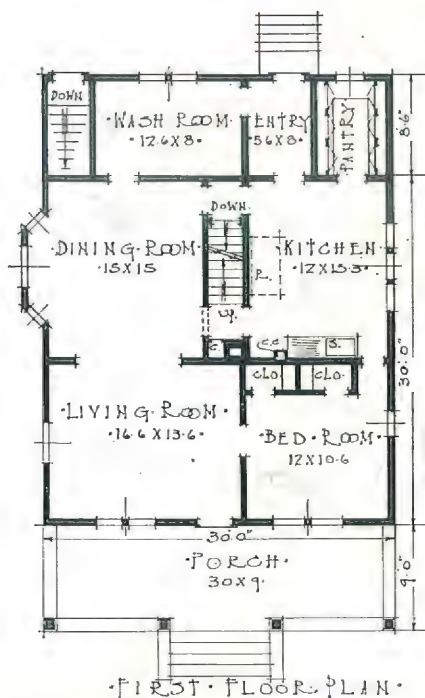 DOWN
·WASH ROOM·
12.6X8·
·ENTRY
5.6X8
PANTRY
8'-6"
DOWN
·DINING·ROOM·
·15X15·
KITCHEN·
·12X13.3·
R.
UP.
C.
C.C.
S.
CLO.
CLO.
30'.0"
·LIVING·ROOM·
·16.6X13.6·
BED·ROOM·
12X10.6
30'.0"
·PORCH·
30X9·
9'.0"
·FIRST·FLOOR·PLAN·